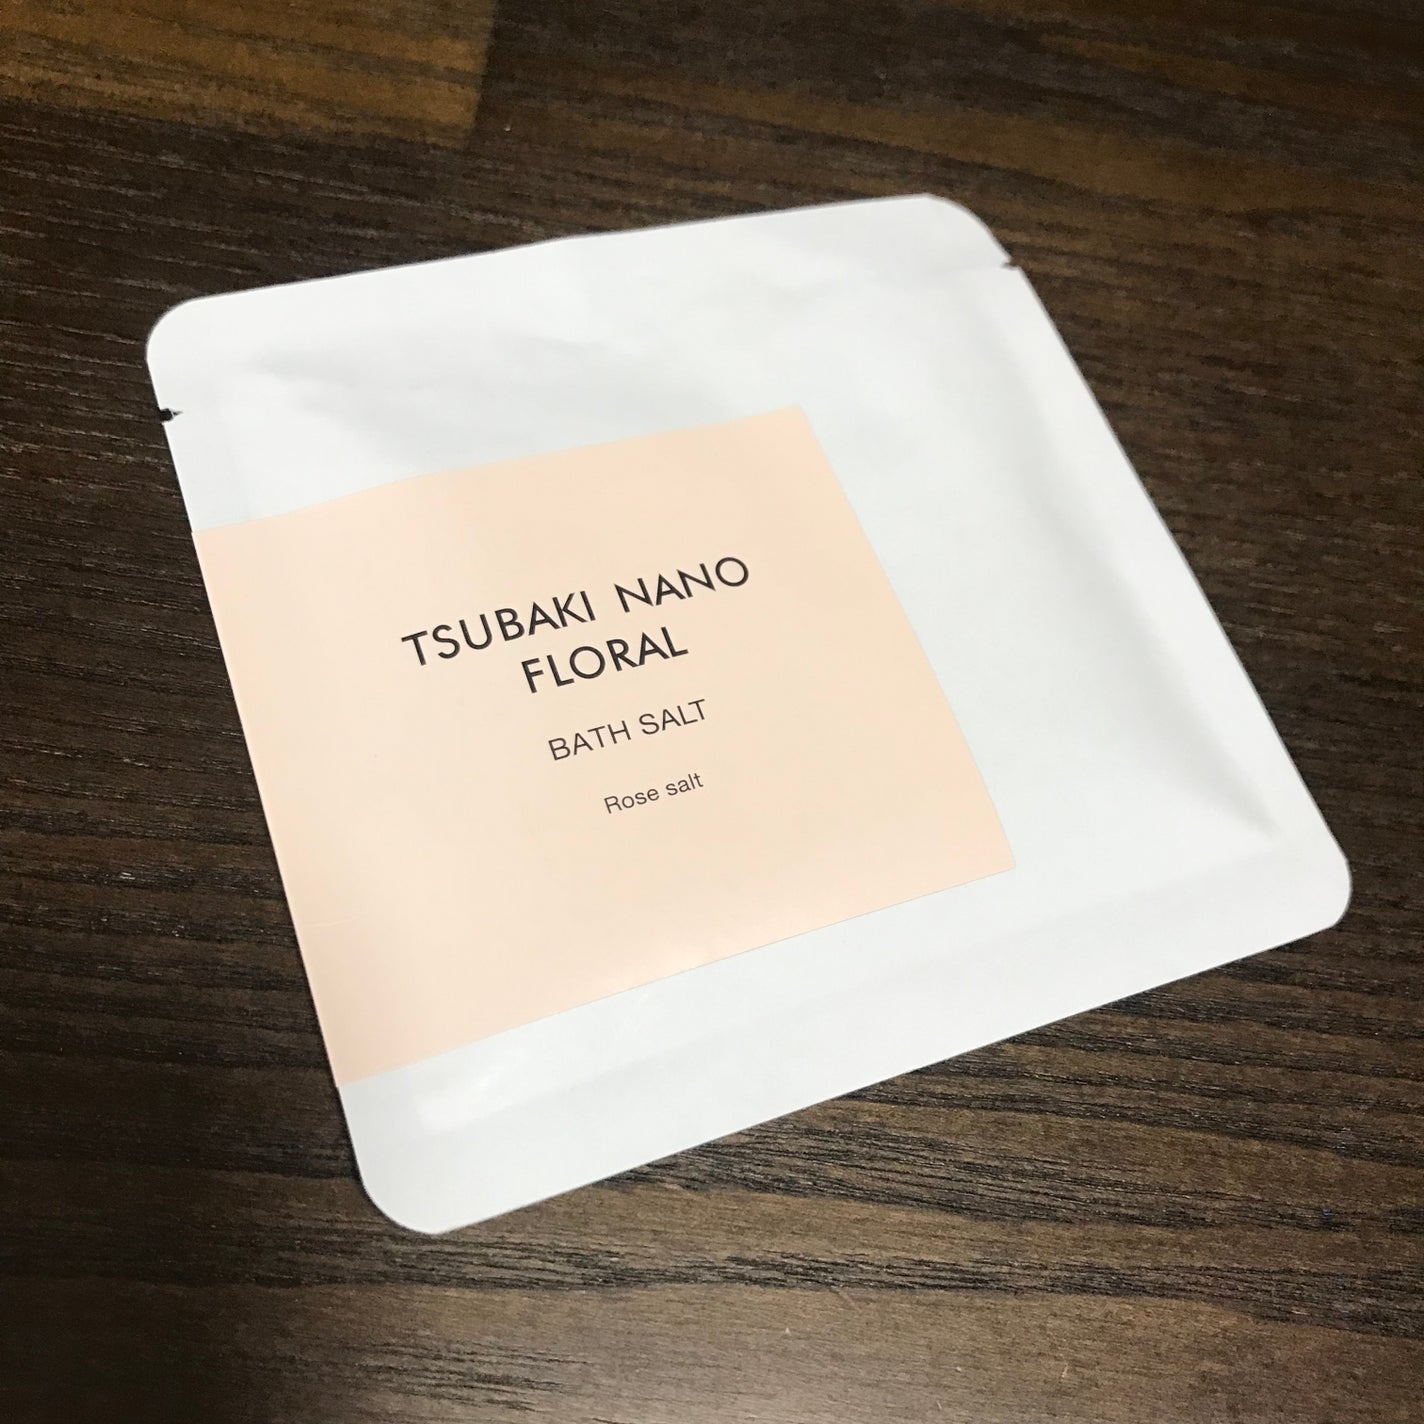 TSUBAKI NANO
FLORAL
BATH SALT
Rose salt